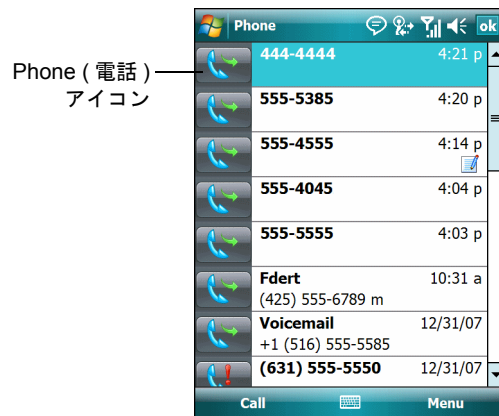 Phone ( 電話 )
アイコン
Phone ok
444-4444 4:21 p
555-5385 4:20 p
555-4555 4:14 p
555-4045 4:04 p
555-5555 4:03 p
Fdert 10:31 a
(425) 555-6789 m
Voicemail 12/31/07
+1 (516) 555-5585
(631) 555-5550 12/31/07
Call Menu